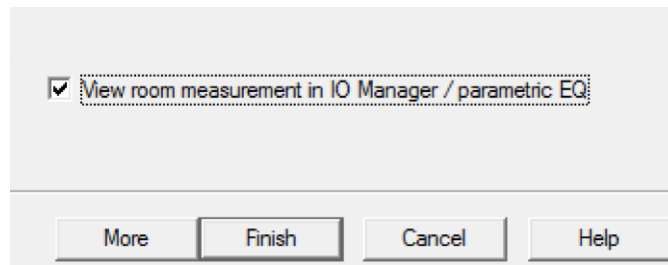 View room measurement in IO Manager / parametric EQ
More Finish Cancel Help